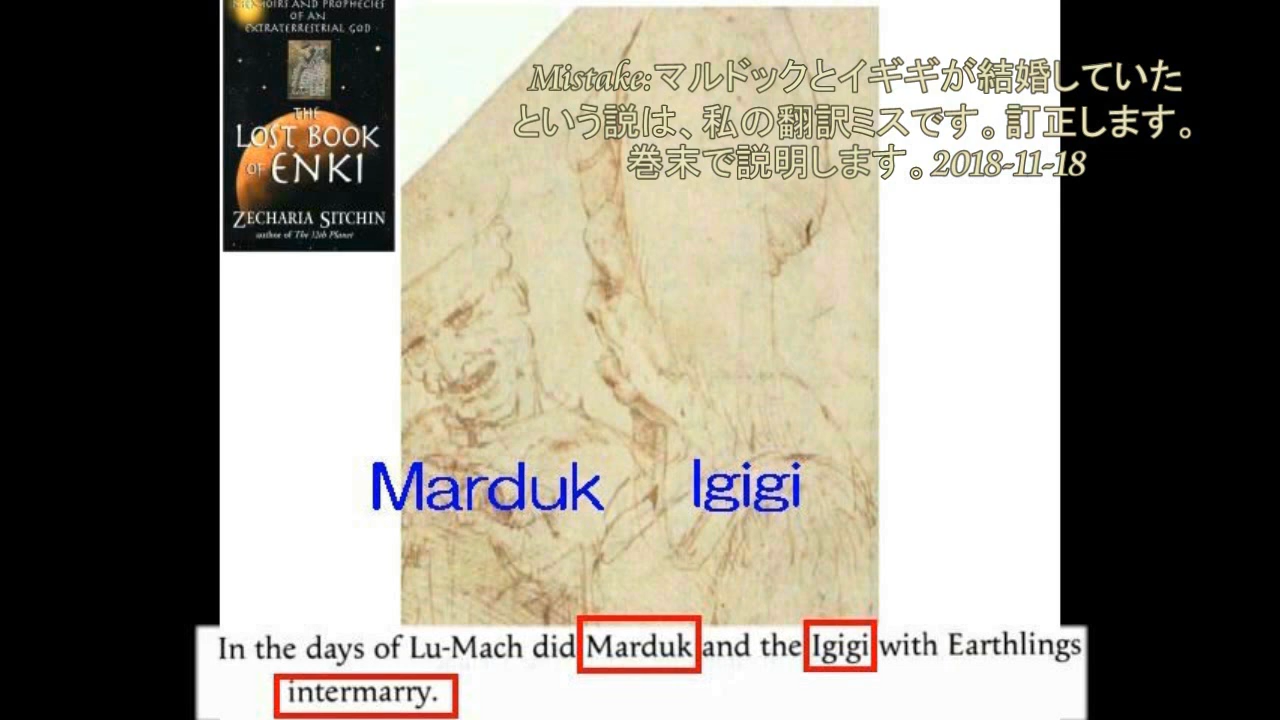 MEMOIRS AND PROPHECIES
OF AN
EXTRATERRESTRIAL GOD
THE
LOST BOOK
OF ENKI
ZECHARIA SITCHIN
author of The 12th Planet
Mistake:マルドックとイギギが結婚していた
という説は、私の翻訳ミスです。訂正します。
巻末で説明します。2018-11-18
Marduk Igigi
In the days of Lu-Mach did Marduk and the Igigi with Earthlings
intermarry.